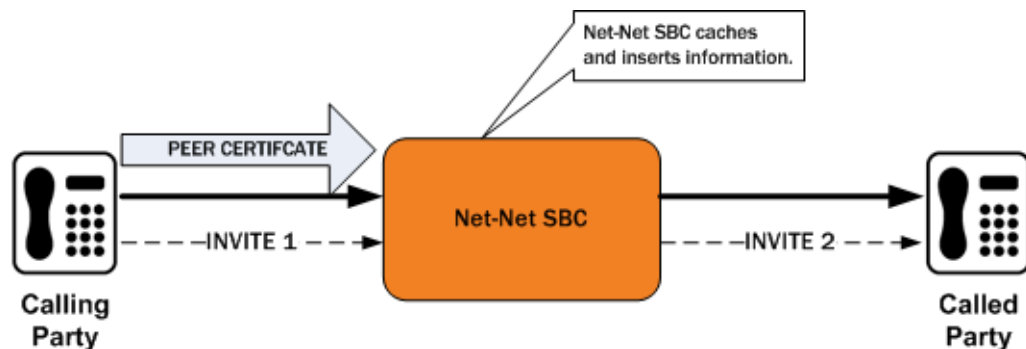 Net-Net SBC caches
and inserts information.
PEER CERTIFCATE
Net-Net SBC
INVITE 1
INVITE 2
Calling
Party
Called
Party